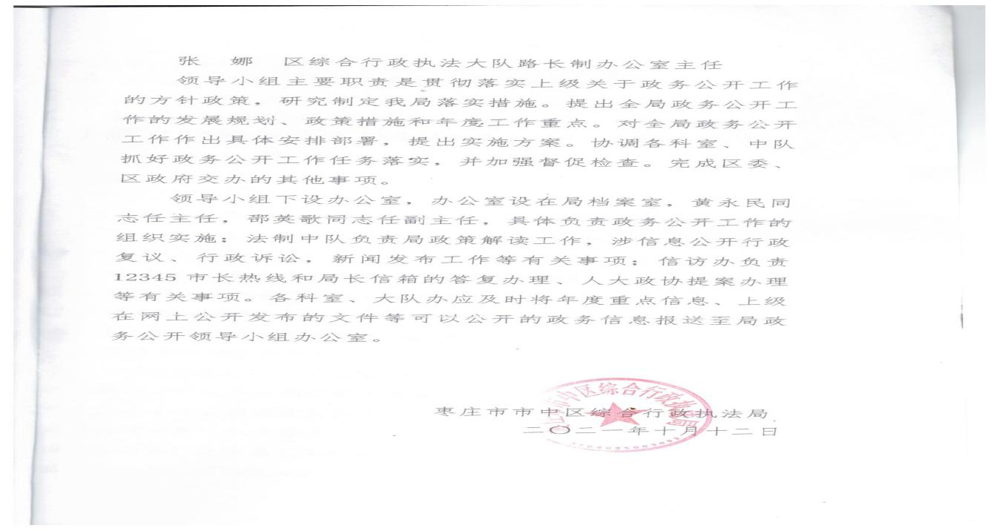 张 娜 区综合行政执法大队路长制办公室主任
领导小组主要职责是贯彻落实上级关于政务公开工作
的方针政策，研究制定我局落实措施。提出全局政务公开工
作的发展规划、政策措施和年度工作重点。对全局政务公开
工作作出具体安排部署，提出实施方案。协调各科室、中队
抓好政务公开工作任务落实，并加强督促检查。完成区委、
区政府交办的其他事项。
领导小组下设办公室，办公室设在局档案室，黄永民同
志任主任，邵英歌同志任副主任，具体负责政务公开工作的
组织实施；法制中队负责局政策解读工作，涉信息公开行政
复议、行政诉讼，新闻发布工作等有关事项；信访办负责
12345 市长热线和局长信箱的答复办理、人大政协提案办理
等有关事项。各科室、大队办应及时将年度重点信息、上级
在网上公开发布的文件等可以公开的政务信息报送至局政
务公开领导小组办公室。
枣庄市市中区综合行政执法局
二〇二一年十月十二日